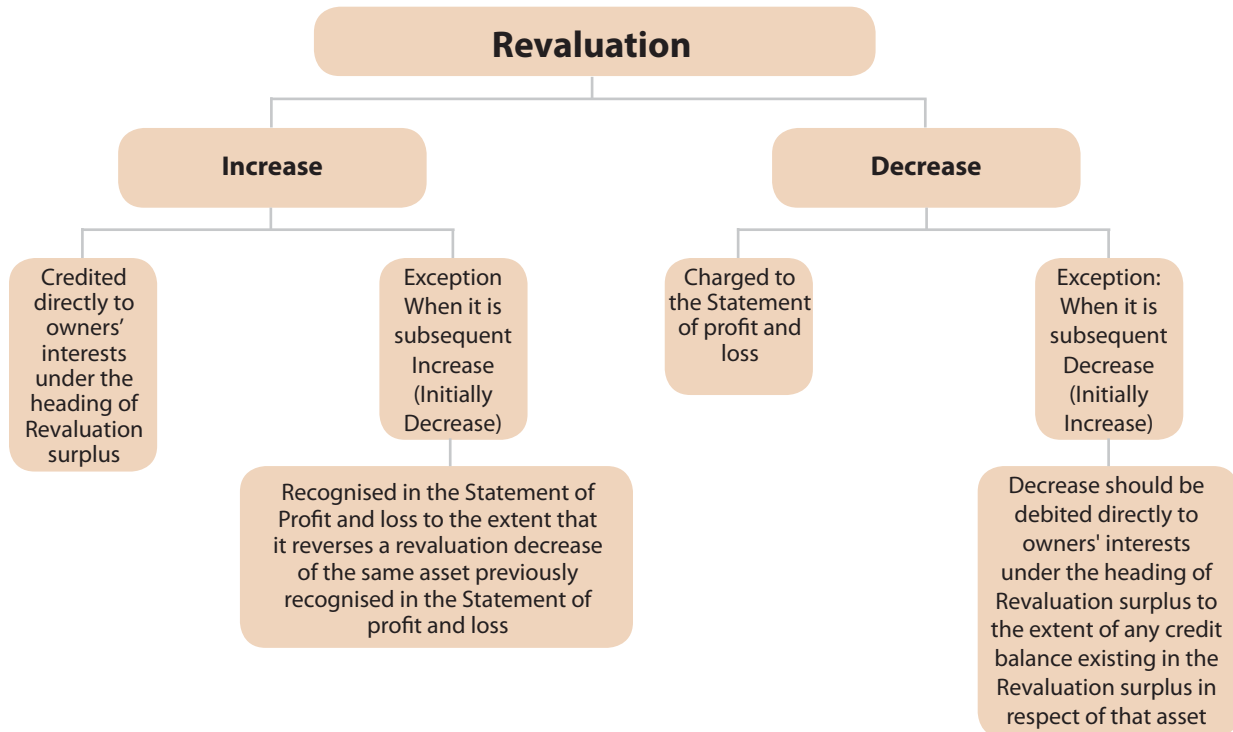 Revaluation
Increase
Decrease
Credited
directly to
owners'
interests
under the
heading of
Revaluation
surplus
Exception
When it is
subsequent
Increase
(Initially
Decrease)
Recognised in the Statement of
Profit and loss to the extent that
it reverses a revaluation decrease
of the same asset previously
recognised in the Statement of
profit and loss
Charged to
the Statement
of profit and
loss
Exception:
When it is
subsequent
Decrease
(Initially
Increase)
Decrease should be
debited directly to
owners' interests
under the heading of
Revaluation surplus to
the extent of any credit
balance existing in the
Revaluation surplus in
respect of that asset